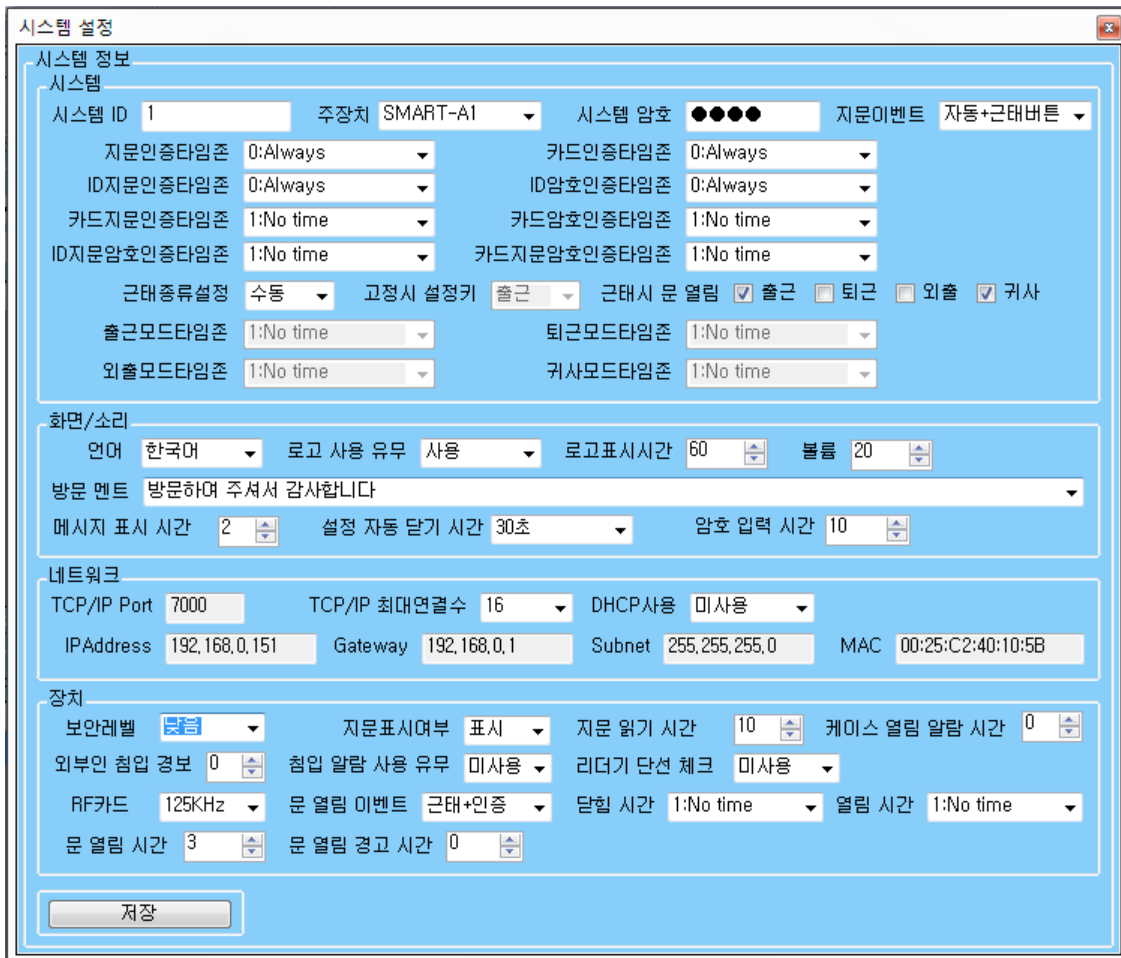 시스템 설정
시스템 정보
시스템
시스템 ID 1 주장치 SMART-A1 시스템 암호 ●●●● 지문이벤트 자동+근태버튼
지문인증타임존 0:Always 카드인증타임존 0:Always
ID지문인증타임존 0:Always ID암호인증타임존 0:Always
카드지문인증타임존 1:No time 카드암호인증타임존 1:No time
ID지문암호인증타임존 1:No time 카드지문암호인증타임존 1:No time
근태종류설정 수동 고정시 설정키 출근 근태시 문 열림 출근 퇴근 외출 귀사
출근모드타임존 1:No time 퇴근모드타임존 1:No time
외출모드타임존 1:No time 귀사모드타임존 1:No time
화면/소리
언어 한국어 로고 사용 유무 사용 로고표시시간 60 볼륨 20
방문 멘트 방문하여 주셔서 감사합니다
메시지 표시 시간 2 설정 자동 닫기 시간 30초 암호 입력 시간 10
네트워크
TCP/IP Port 7000 TCP/IP 최대연결수 16 DHCP사용 미사용
IPAddress 192,168,0,151 Gateway 192,168,0,1 Subnet 255,255,255,0 MAC 00:25:C2:40:10:5B
장치
보안레벨 낮음 지문표시여부 표시 지문 읽기 시간 10 케이스 열림 알람 시간 0
외부인 침입 경보 0 침입 알람 사용 유무 미사용 리더기 단선 체크 미사용
RF카드 125KHz 문 열림 이벤트 근태+인증 닫힘 시간 1:No time 열림 시간 1:No time
문 열림 시간 3 문 열림 경고 시간 0
저장